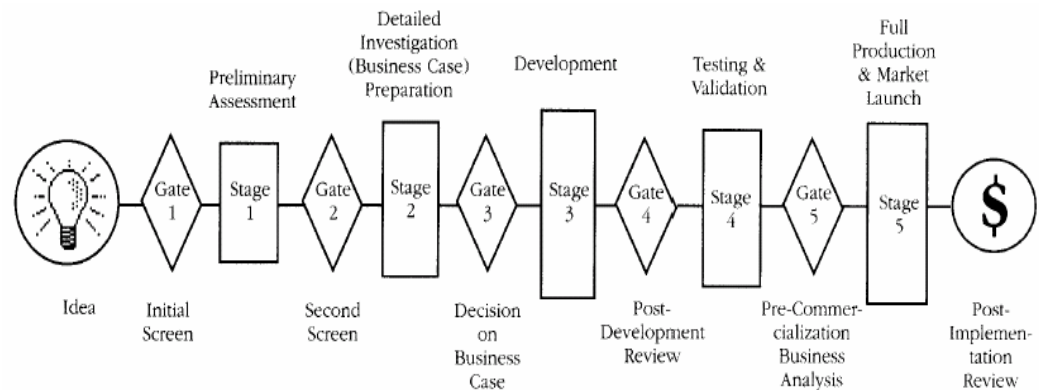 Preliminary
Assessment
Detailed
Investigation
(Business Case)
Preparation
Development
Testing &
Validation
Full
Production
& Market
Launch
Gate
1
Stage
1
Gate
2
Stage
2
Gate
3
Stage
3
Gate
4
Stage
4
Gate
5
Stage
5
$
Idea
Initial
Screen
Second
Screen
Decision
on
Business
Case
Post-
Development
Review
Pre-Commer-
cialization
Business
Analysis
Post-
Implemen-
tation
Review